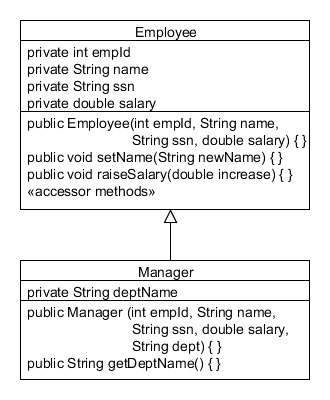 Employee
private int empId
private String name
private String ssn
private double salary
public Employee(int empId, String name,
String ssn, double salary) { }
public void setName(String newName) { }
public void raiseSalary(double increase) { }
«accessor methods»
Manager
private String deptName
public Manager (int empId, String name,
String ssn, double salary,
String dept) { }
public String getDeptName() { }